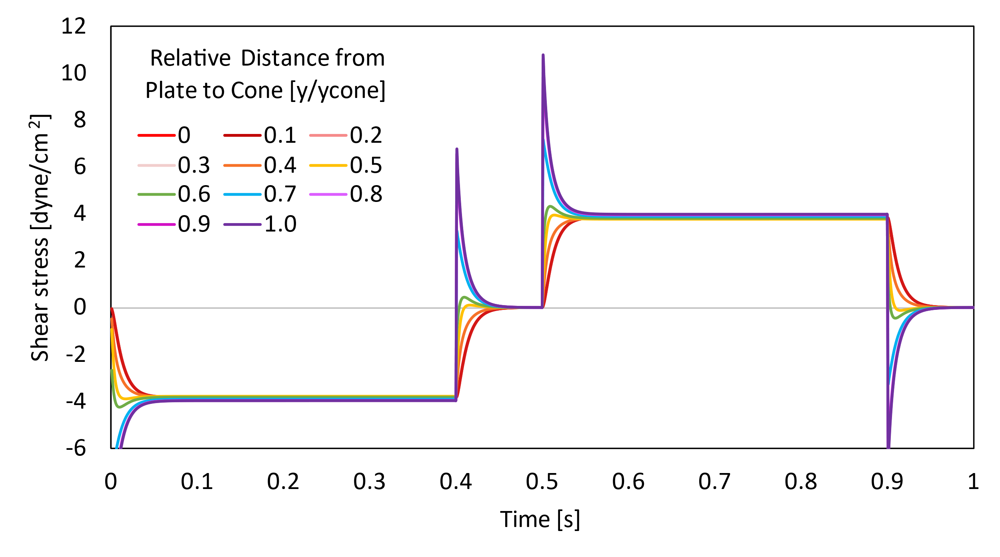 12
10
8
6
4
2
0
-2
-4
-6
Shear stress [dyne/cm²]
Relative Distance from
Plate to Cone [y/ycone]
0 0.1 0.2
0.3 0.4 0.5
0.6 0.7 0.8
0.9 1.0
0 0.1 0.2 0.3 0.4 0.5 0.6 0.7 0.8 0.9 1
Time [s]